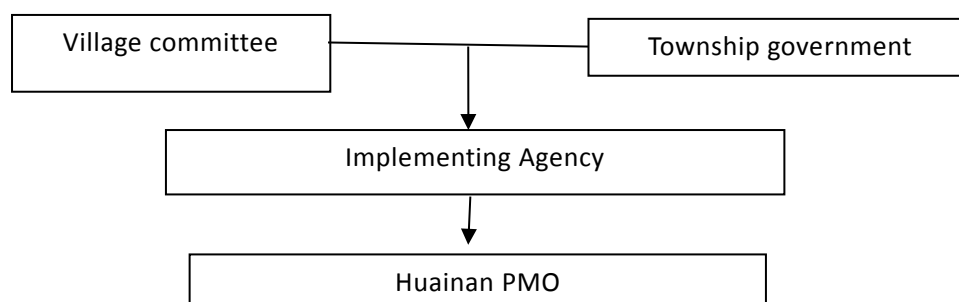 Village committee
Township government
Implementing Agency
Huainan PMO